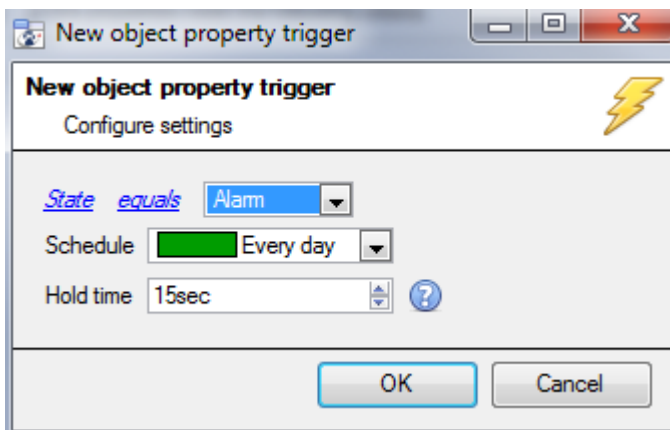 New object property trigger
New object property trigger
Configure settings
State equals Alarm
Schedule Every day
Hold time 15sec ?
OK Cancel